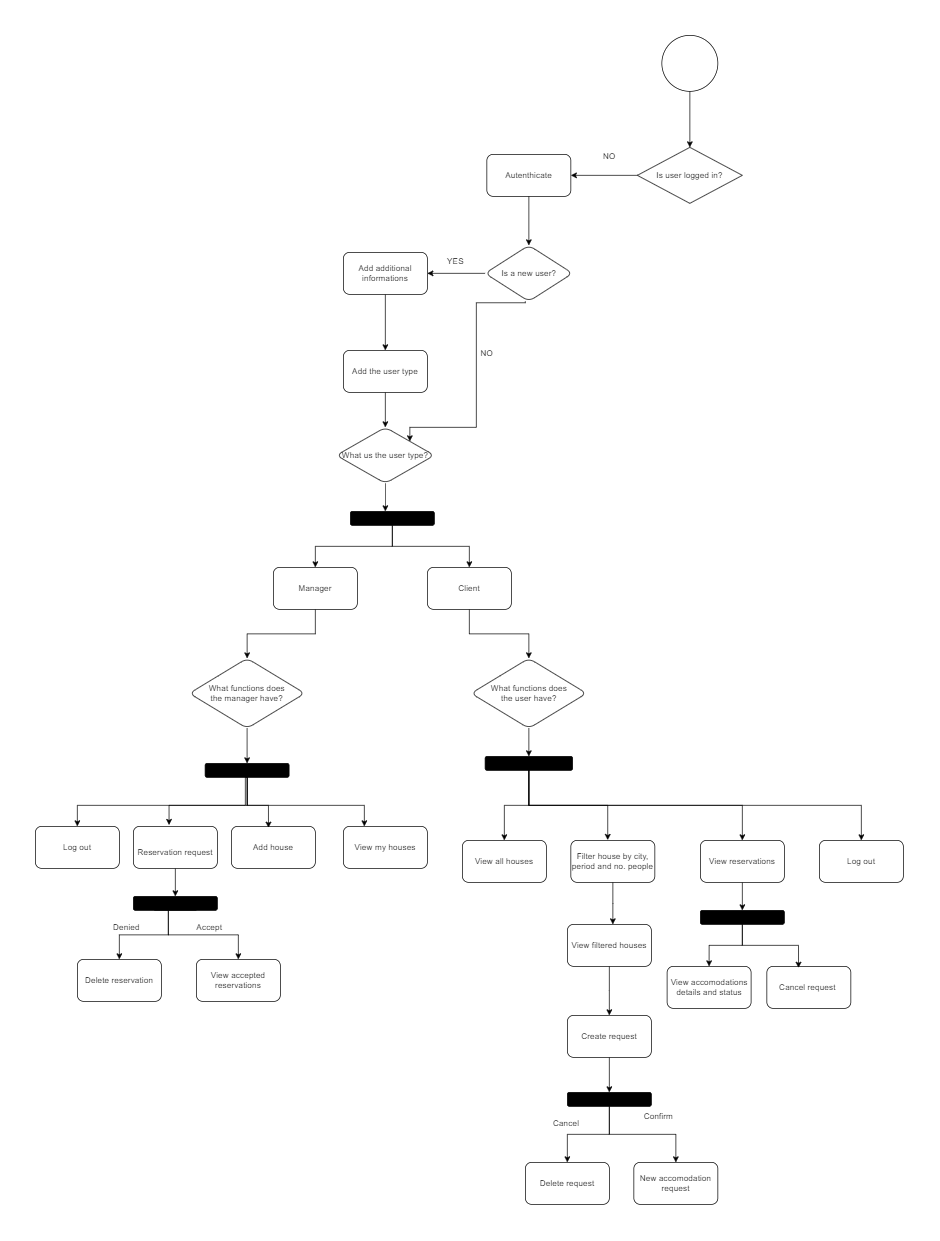 NO
Is user logged in?
Autenthicate
YES
Is a new user?
Add additional
informations
NO
Add the user type
What us the user type?
Manager
Client
What functions does
the manager have?
What functions does
the user have?
Log out
Reservation request
Add house
View my houses
View all houses
Filter house by city,
period and no. people
View reservations
Log out
Denied
Accept
View filtered houses
Delete reservation
View accepted
reservations
View accomodations
details and status
Cancel request
Create request
Cancel
Confirm
Delete request
New accomodation
request